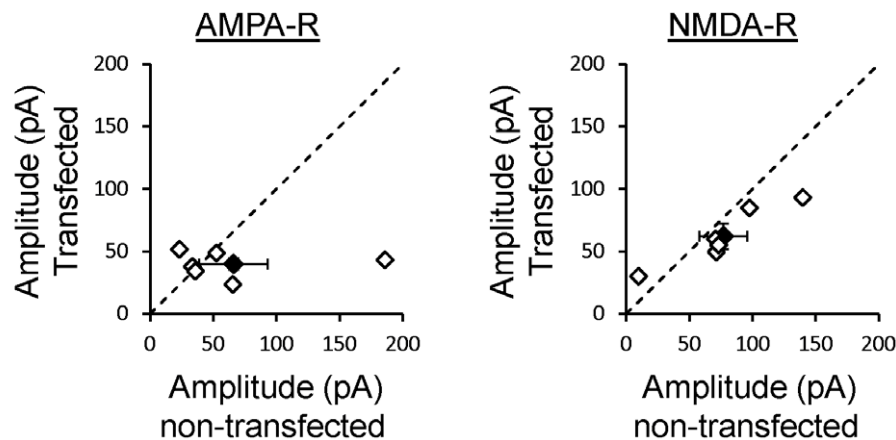 AMPA-R
Amplitude (pA)
Transfected
200
150
100
50
0
0 50 100 150 200
Amplitude (pA)
non-transfected
NMDA-R
Amplitude (pA)
Transfected
200
150
100
50
0
0 50 100 150 200
Amplitude (pA)
non-transfected